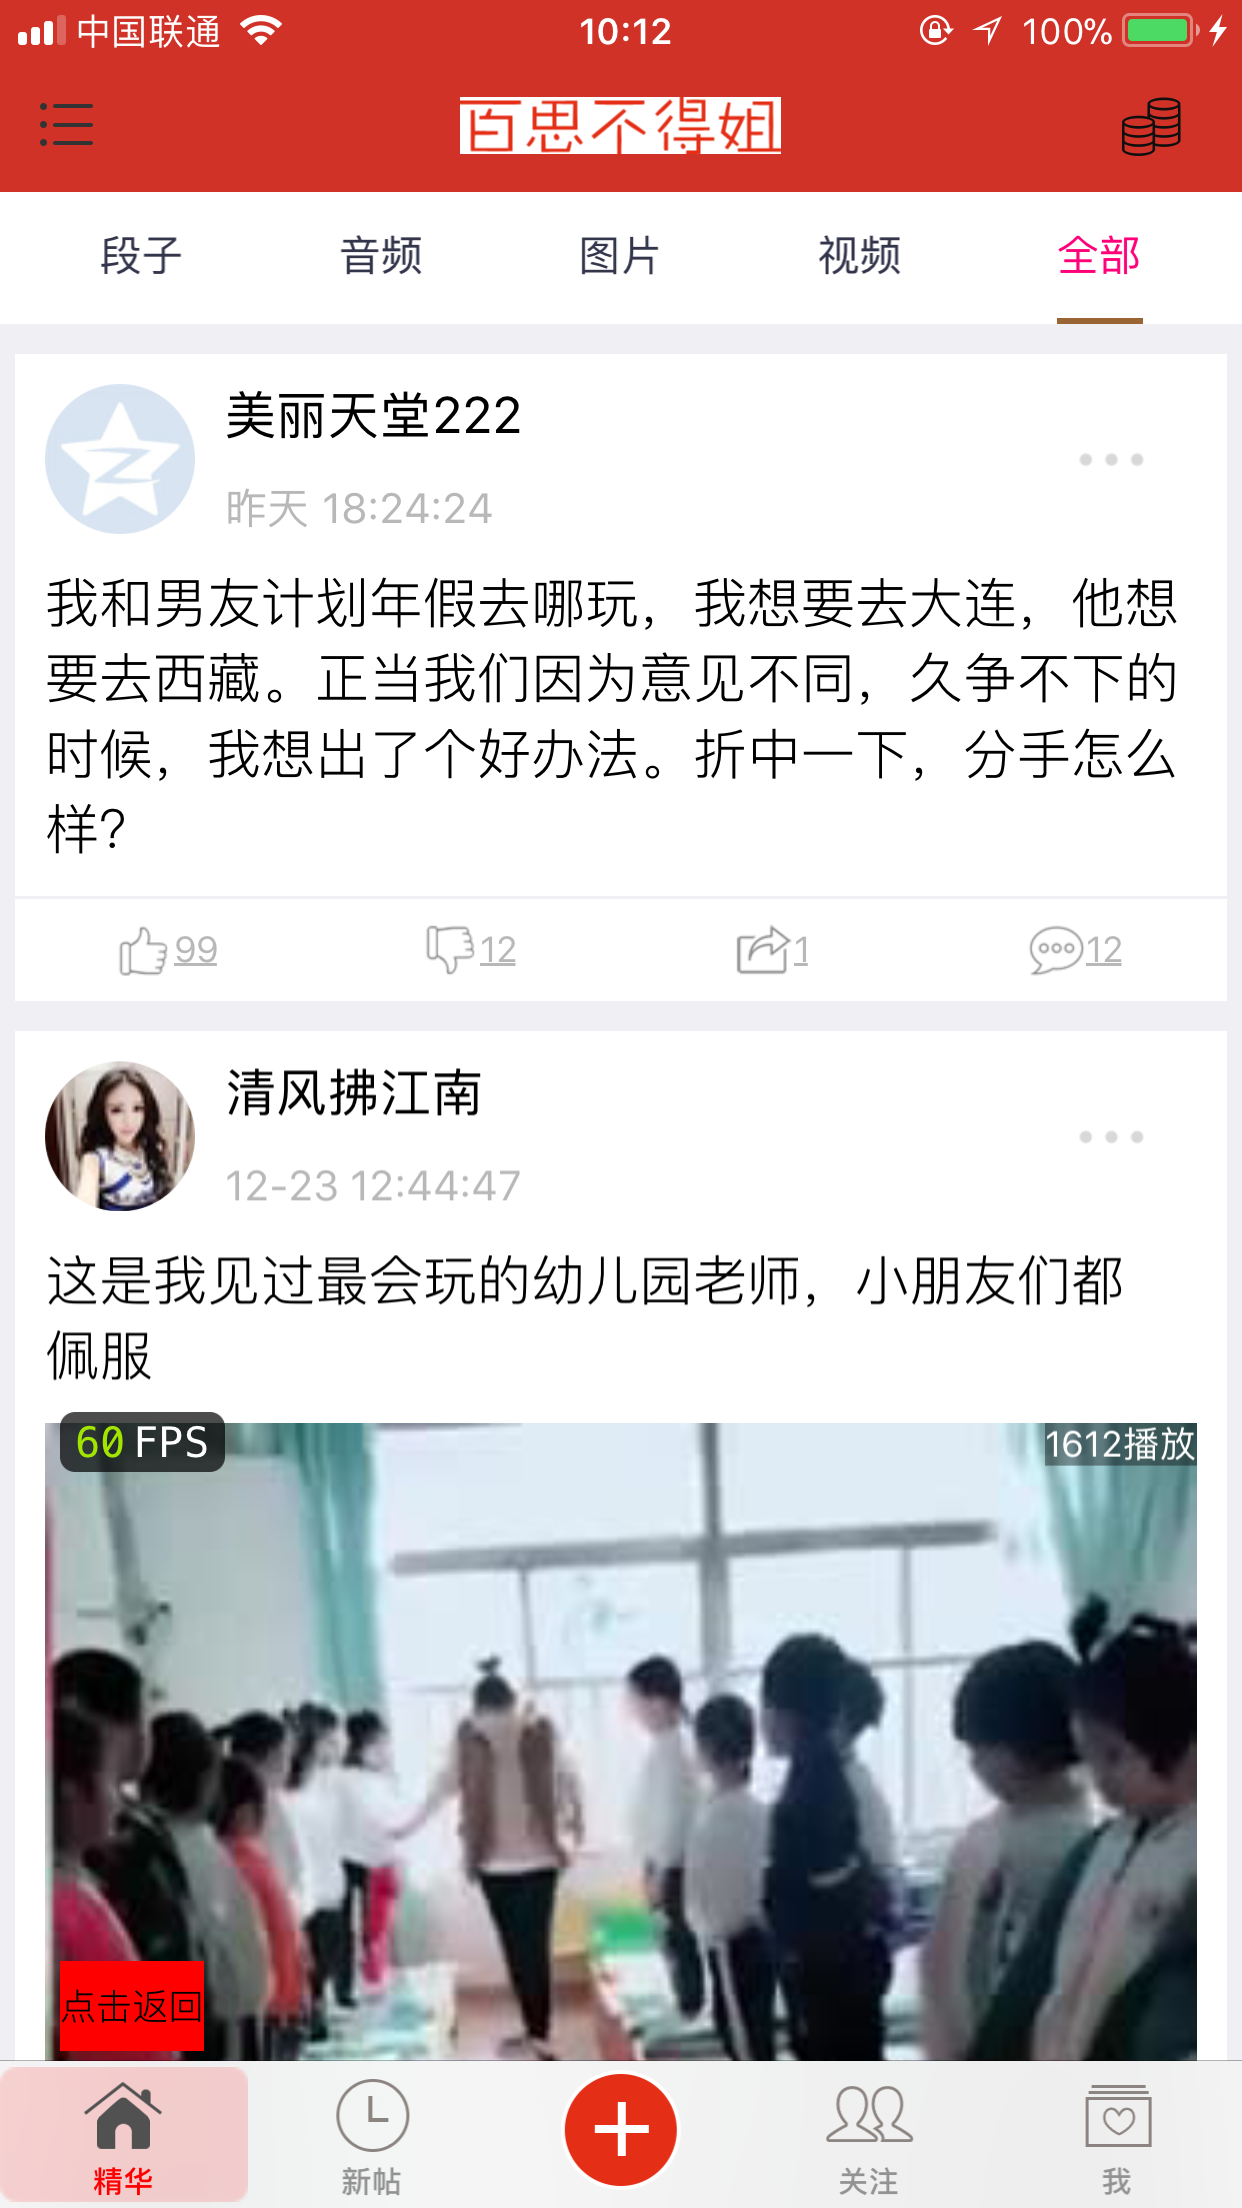 中国联通
10:12
100%
百思不得姐
段子
音频
图片
视频
全部
美丽天堂222
昨天 18:24:24
我和男友计划年假去哪玩，我想要去大连，他想
要去西藏。正当我们因为意见不同，久争不下的
时候，我想出了个好办法。折中一下，分手怎么
样？
99
12
1
12
清风拂江南
12-23 12:44:47
这是我见过最会玩的幼儿园老师，小朋友们都
佩服
60 FPS
1612播放
点击返回
精华
新帖
关注
我